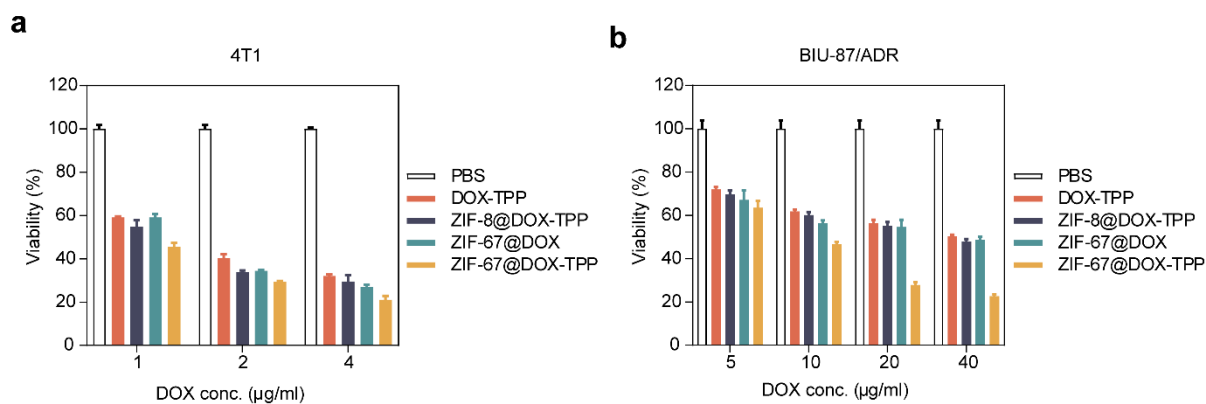 a
4T1
120
100
80
60
40
20
0
Viability (%)
1 2 4
DOX conc. (μg/ml)
PBS
DOX-TPP
ZIF-8@DOX-TPP
ZIF-67@DOX
ZIF-67@DOX-TPP
b
BIU-87/ADR
120
100
80
60
40
20
0
Viability (%)
5 10 20 40
DOX conc. (μg/ml)
PBS
DOX-TPP
ZIF-8@DOX-TPP
ZIF-67@DOX
ZIF-67@DOX-TPP